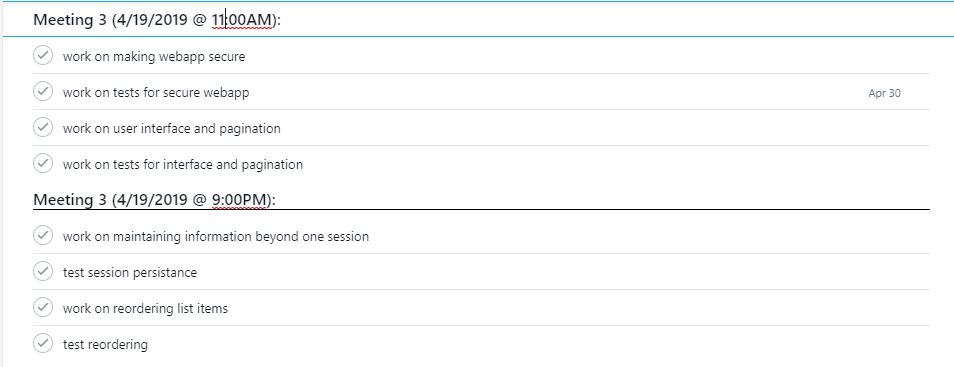 Meeting 3 (4/19/2019 @ 11:00AM):
work on making webapp secure
work on tests for secure webapp Apr 30
work on user interface and pagination
work on tests for interface and pagination
Meeting 3 (4/19/2019 @ 9:00PM):
work on maintaining information beyond one session
test session persistance
work on reordering list items
test reordering